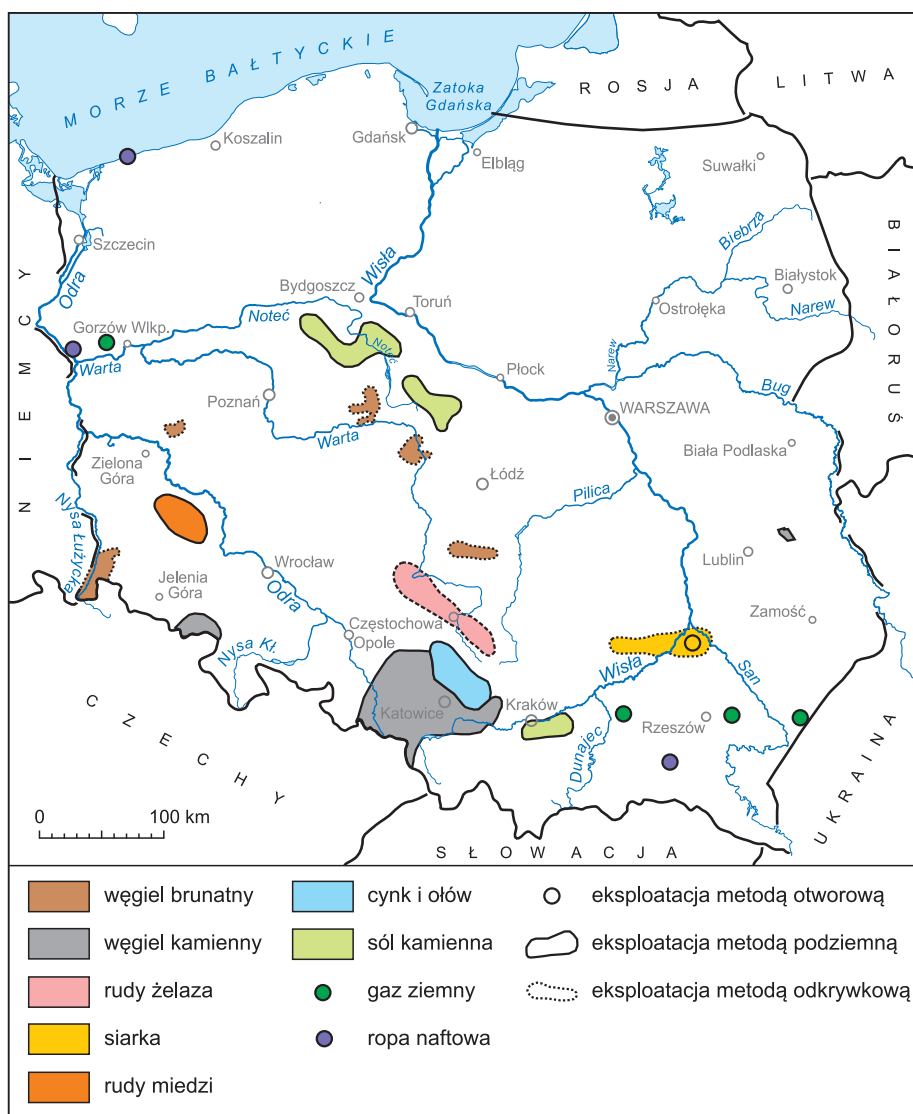 MORZE BAŁTYCKIE
Zatoka
Gdańska
ROSJA
LITWA
Koszalin
Gdańsk
Elbląg
Suwałki
BIAŁORUŚ
Szczecin
Odra
Wisła
Biebrza
Bydgoszcz
Toruń
Ostrołęka
Białystok
Narew
NIEMCY
Gorzów Wlkp.
Noteć
Noteć
Narew
Warta
Płock
Bug
Poznań
WARSZAWA
Warta
Biała Podlaska
Zielona
Góra
Łódź
Pilica
Nysa Łużycka
Wrocław
Lublin
Jelenia
Góra
Odra
Zamość
Częstochowa
Opole
Nysa Kł.
Wisła
San
Katowice
Kraków
Rzeszów
Dunajec
CZECHY
UKRAINA
0 100 km
SŁOWACJA
węgiel brunatny
węgiel kamienny
rudy żelaza
siarka
rudy miedzi
cynk i ołów
sól kamienna
gaz ziemny
ropa naftowa
eksploatacja metodą otworową
eksploatacja metodą podziemną
eksploatacja metodą odkrywkową